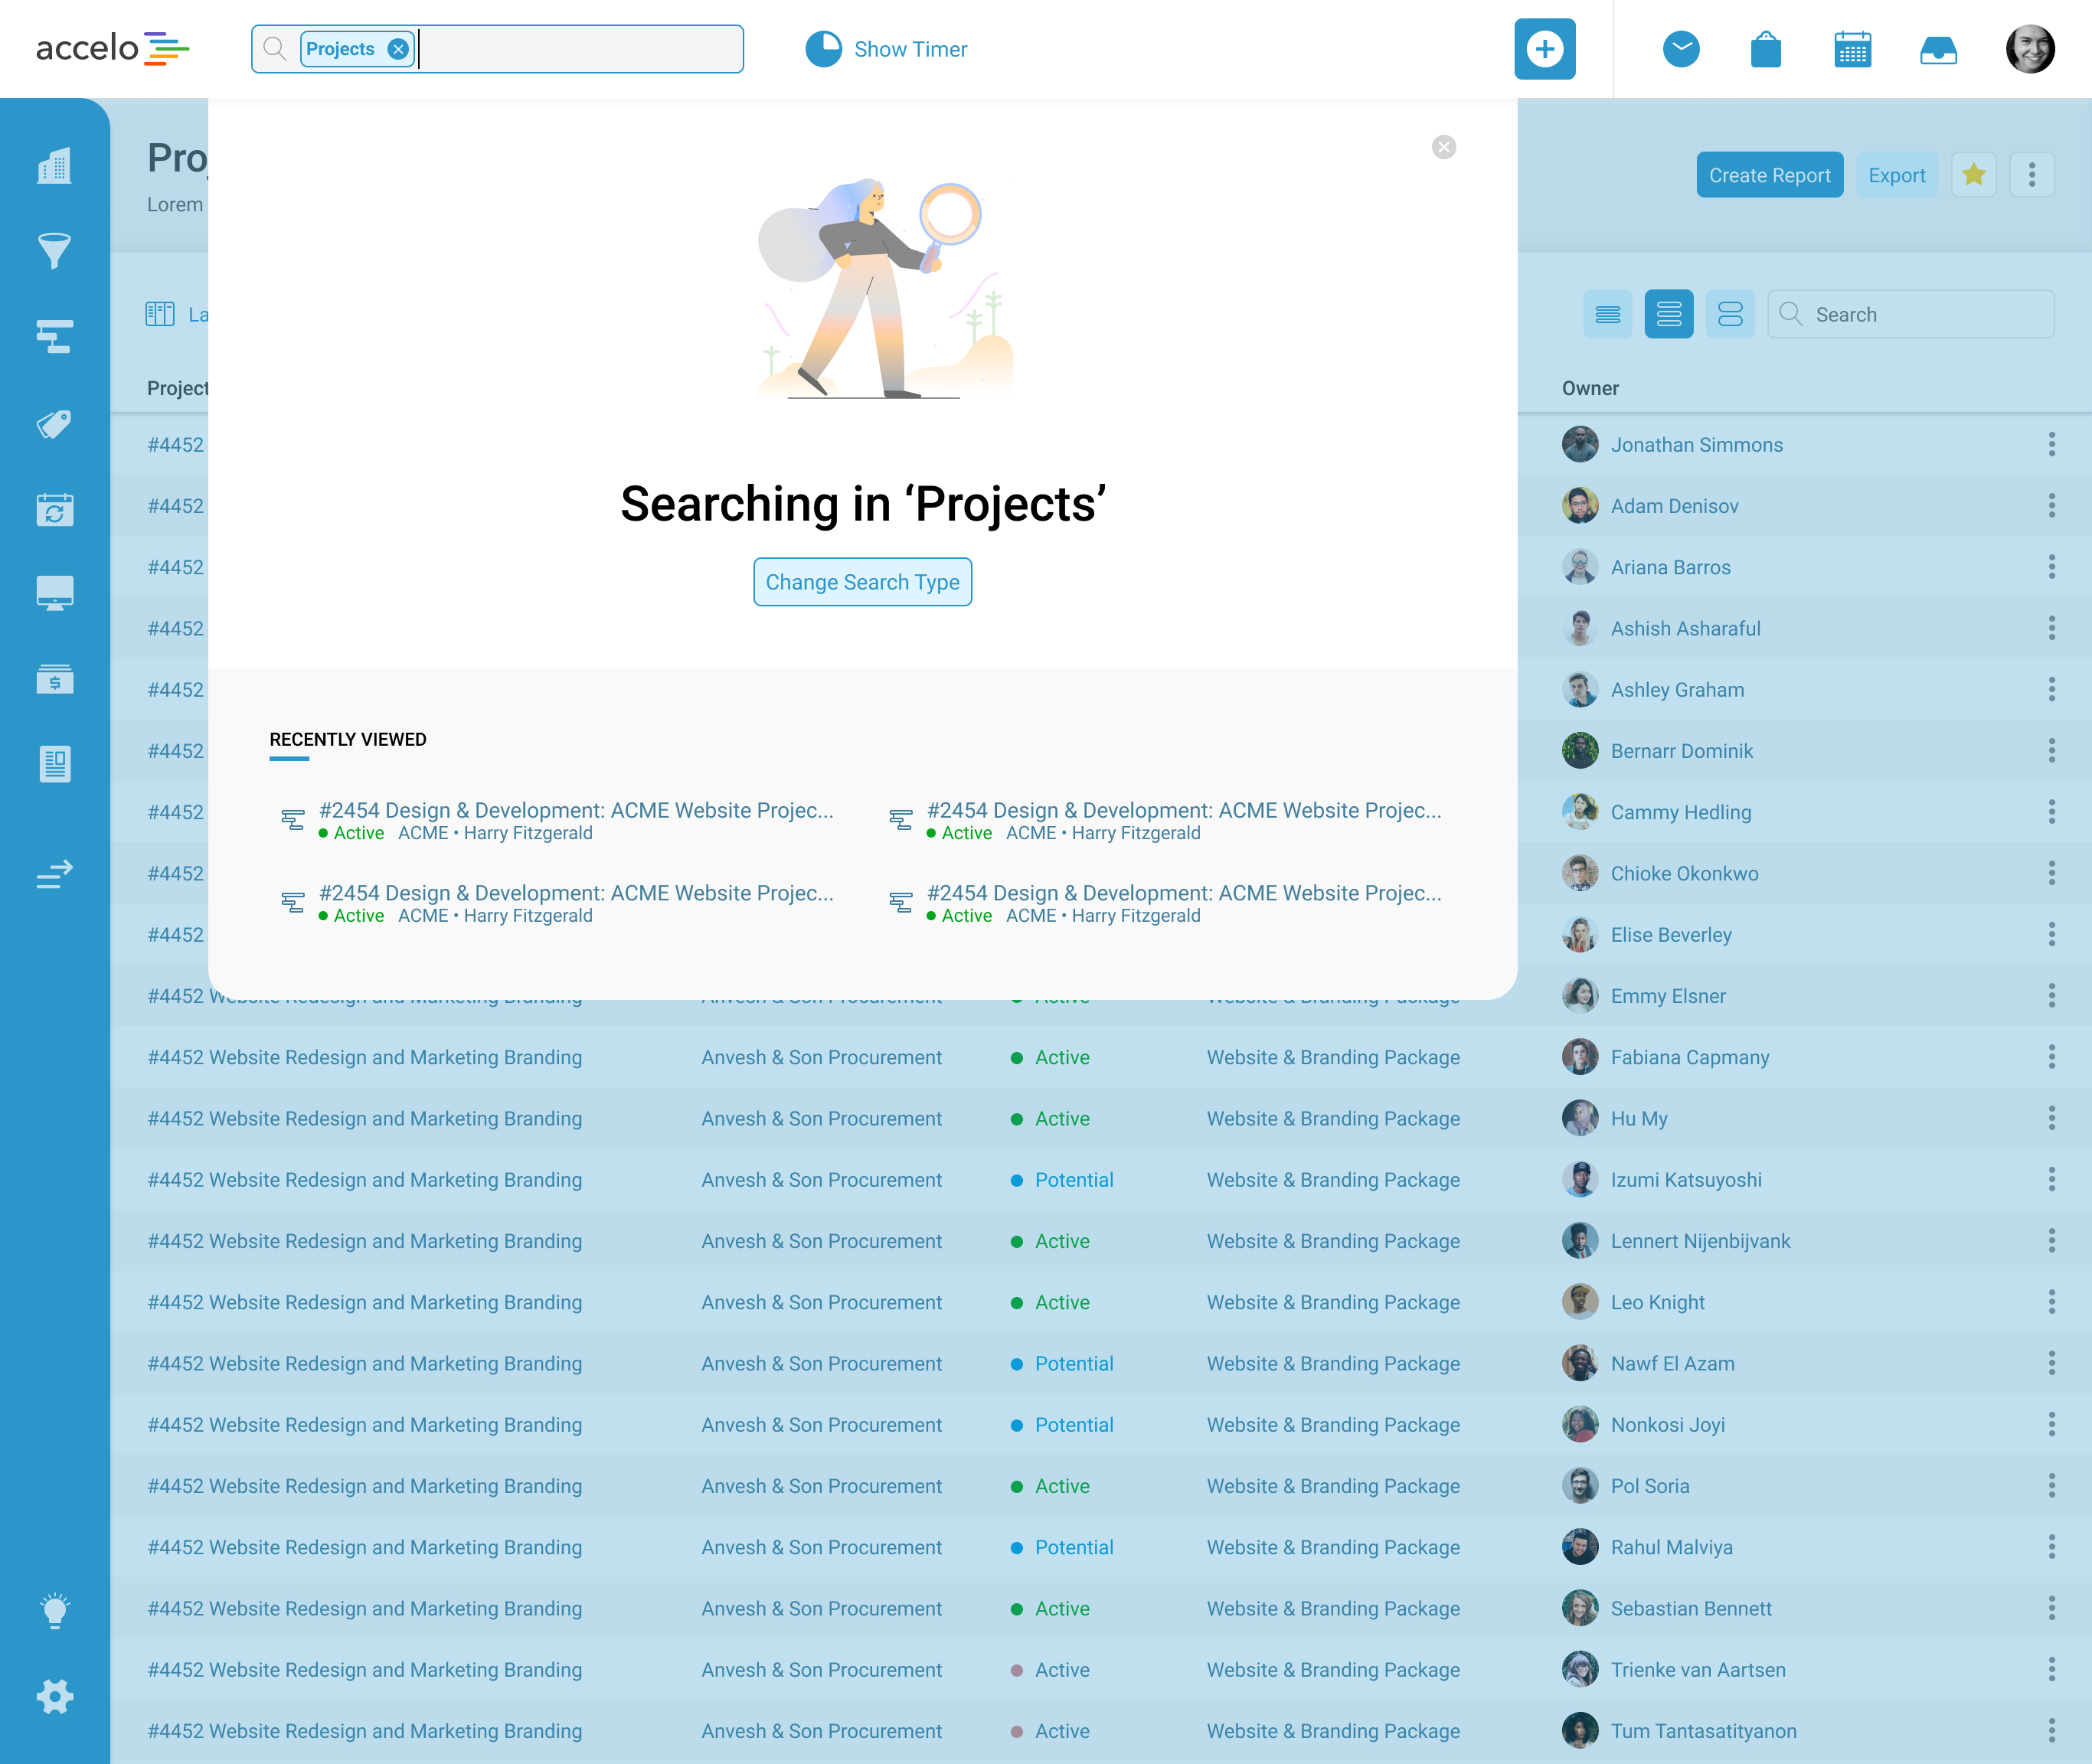 accelo
Projects
Show Timer
Pro
Lorem
Create Report
Export
La
Search
Searching in ‘Projects’
Change Search Type
Project
Owner
#4452
Jonathan Simmons
#4452
Adam Denisov
#4452
Ariana Barros
#4452
Ashish Asharaful
#4452
Ashley Graham
#4452
Bernarr Dominik
#4452
Cammy Hedling
#4452
Chioke Okonkwo
#4452
Elise Beverley
RECENTLY VIEWED
#2454 Design & Development: ACME Website Projec...
Active ACME • Harry Fitzgerald
#2454 Design & Development: ACME Website Projec...
Active ACME • Harry Fitzgerald
#2454 Design & Development: ACME Website Projec...
Active ACME • Harry Fitzgerald
#2454 Design & Development: ACME Website Projec...
Active ACME • Harry Fitzgerald
#4452 Website Redesign and Marketing Branding Anvesh & Son Procurement Active Website & Branding Package Emmy Elsner
#4452 Website Redesign and Marketing Branding Anvesh & Son Procurement Active Website & Branding Package Fabiana Capmany
#4452 Website Redesign and Marketing Branding Anvesh & Son Procurement Active Website & Branding Package Hu My
#4452 Website Redesign and Marketing Branding Anvesh & Son Procurement Potential Website & Branding Package Izumi Katsuyoshi
#4452 Website Redesign and Marketing Branding Anvesh & Son Procurement Active Website & Branding Package Lennert Nijenbijvank
#4452 Website Redesign and Marketing Branding Anvesh & Son Procurement Active Website & Branding Package Leo Knight
#4452 Website Redesign and Marketing Branding Anvesh & Son Procurement Potential Website & Branding Package Nawf El Azam
#4452 Website Redesign and Marketing Branding Anvesh & Son Procurement Potential Website & Branding Package Nonkosi Joyi
#4452 Website Redesign and Marketing Branding Anvesh & Son Procurement Active Website & Branding Package Pol Soria
#4452 Website Redesign and Marketing Branding Anvesh & Son Procurement Potential Website & Branding Package Rahul Malviya
#4452 Website Redesign and Marketing Branding Anvesh & Son Procurement Active Website & Branding Package Sebastian Bennett
#4452 Website Redesign and Marketing Branding Anvesh & Son Procurement Active Website & Branding Package Trienke van Aartsen
#4452 Website Redesign and Marketing Branding Anvesh & Son Procurement Active Website & Branding Package Tum Tantasatityanon